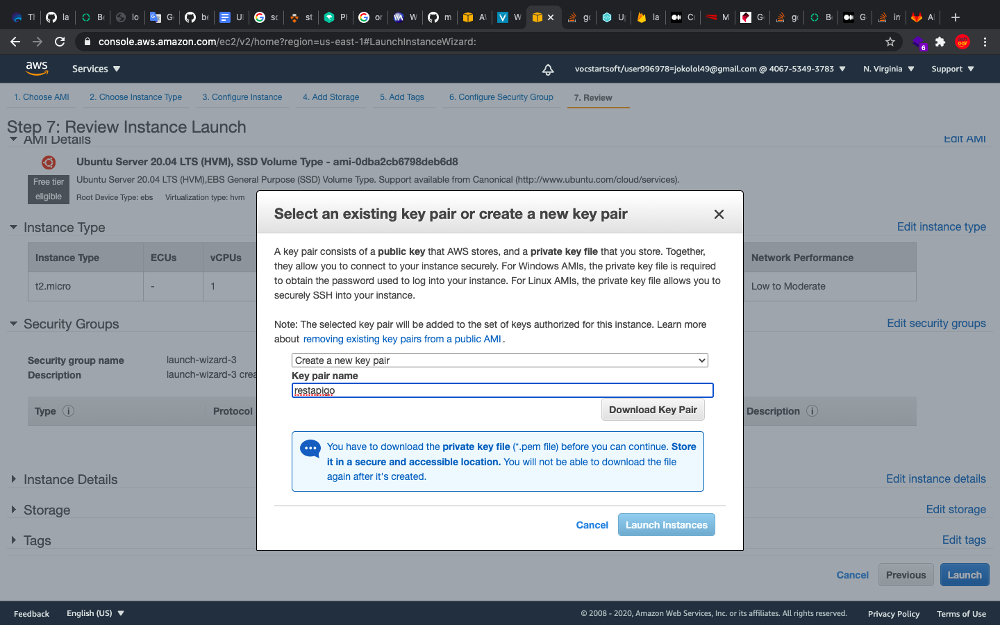 Tl
la
Be
lo
G
be
U
sc
st
Pl
or
W
m
A
W
go
U
la
C
M
G
go
B
G
in
Al
console.aws.amazon.com/ec2/v2/home?region=us-east-1#LaunchInstanceWizard:
6
aws
Services
vocstartsoft/user996978=jokolol49@gmail.com @ 4067-5349-3783
N. Virginia
Support
1. Choose AMI
2. Choose Instance Type
3. Configure Instance
4. Add Storage
5. Add Tags
6. Configure Security Group
7. Review
Step 7: Review Instance Launch
AMI Details
Edit AMI
Ubuntu Server 20.04 LTS (HVM), SSD Volume Type - ami-0dba2cb6798deb6d8
Free tier
eligible
Ubuntu Server 20.04 LTS (HVM),EBS General Purpose (SSD) Volume Type. Support available from Canonical (http://www.ubuntu.com/cloud/services).
Root Device Type: ebs Virtualization type: hvm
Instance Type
Edit instance type
Instance Type ECUs vCPUs Network Performance
t2.micro - 1 Low to Moderate
Security Groups
Edit security groups
Security group name launch-wizard-3
Description launch-wizard-3 crea
Type Protocol Description
Instance Details
Edit instance details
Storage
Edit storage
Tags
Edit tags
Select an existing key pair or create a new key pair
A key pair consists of a public key that AWS stores, and a private key file that you store. Together,
they allow you to connect to your instance securely. For Windows AMIs, the private key file is required
to obtain the password used to log into your instance. For Linux AMIs, the private key file allows you to
securely SSH into your instance.
Note: The selected key pair will be added to the set of keys authorized for this instance. Learn more
about removing existing key pairs from a public AMI .
Create a new key pair
Key pair name
restapigo
Download Key Pair
You have to download the private key file (*.pem file) before you can continue. Store
it in a secure and accessible location. You will not be able to download the file
again after it's created.
Cancel
Launch Instances
Cancel
Previous
Launch
Feedback
English (US)
© 2008 - 2020, Amazon Web Services, Inc. or its affiliates. All rights reserved.
Privacy Policy
Terms of Use